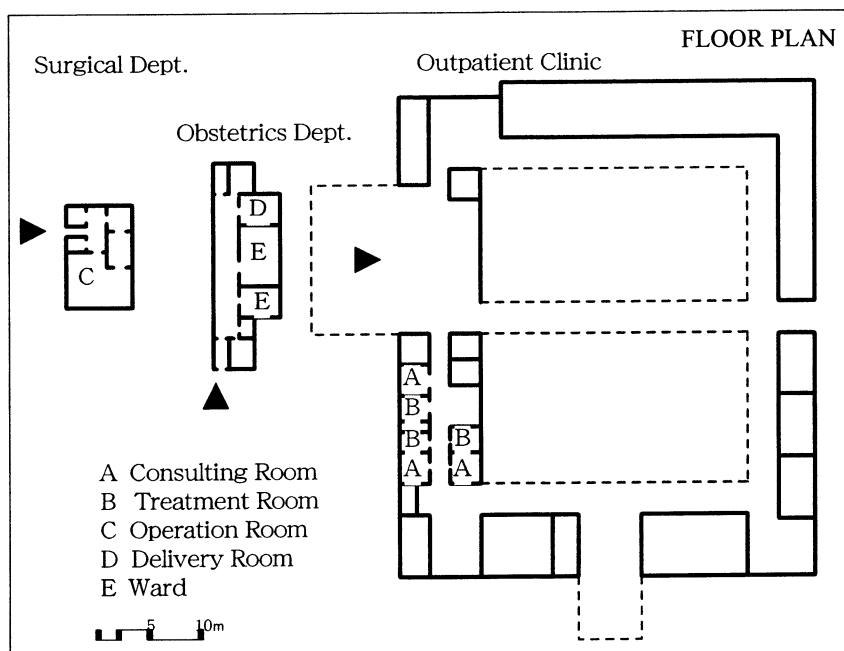 FLOOR PLAN
Surgical Dept.
Outpatient Clinic
Obstetrics Dept.
D
E
C
E
A
B
B
B
A
A
A Consulting Room
B Treatment Room
C Operation Room
D Delivery Room
E Ward
5 10m